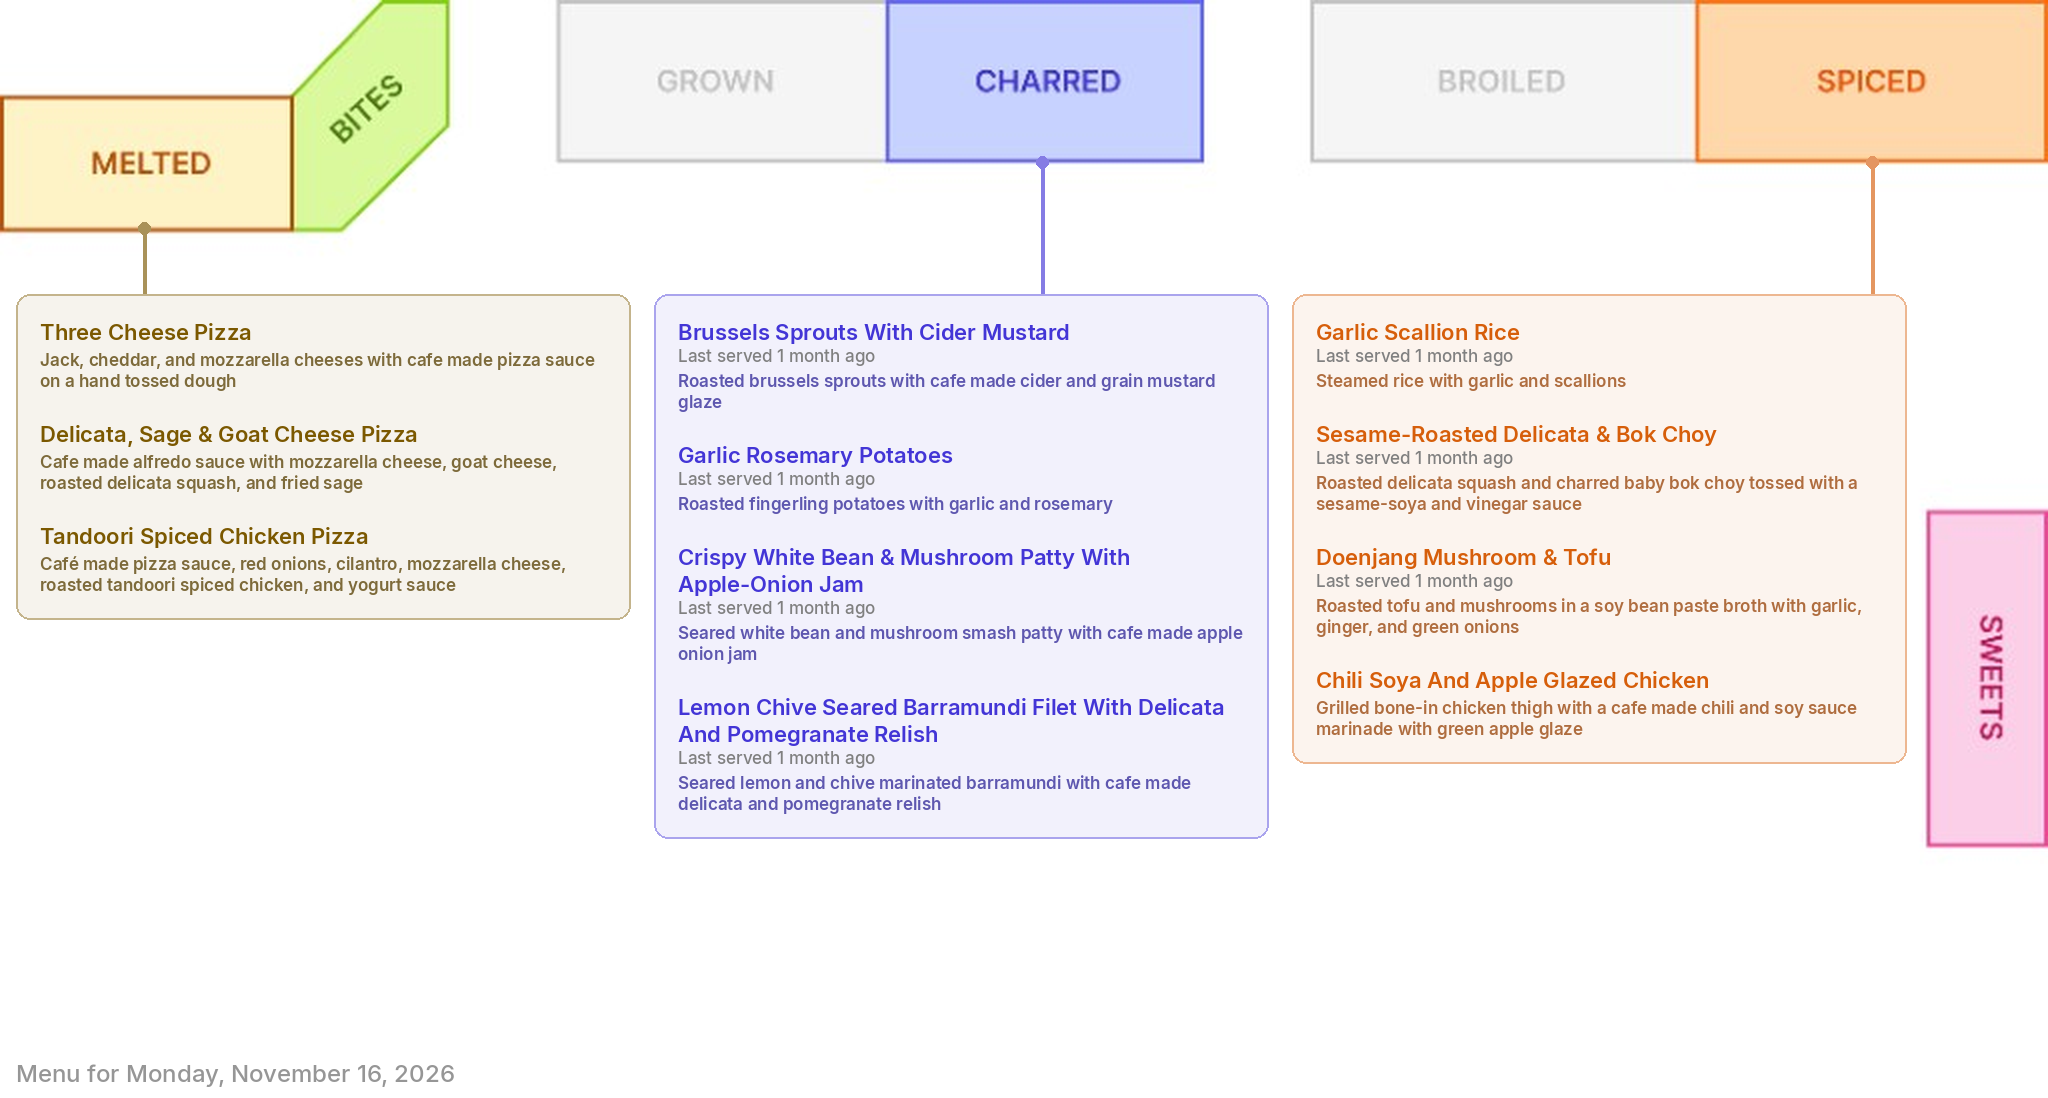 MELTED
BITES
GROWN
CHARRED
BROILED
SPICED
Three Cheese Pizza
Jack, cheddar, and mozzarella cheeses with cafe made pizza sauce
on a hand tossed dough
Delicata, Sage & Goat Cheese Pizza
Cafe made alfredo sauce with mozzarella cheese, goat cheese,
roasted delicata squash, and fried sage
Tandoori Spiced Chicken Pizza
Café made pizza sauce, red onions, cilantro, mozzarella cheese,
roasted tandoori spiced chicken, and yogurt sauce
Brussels Sprouts With Cider Mustard
Last served 1 month ago
Roasted brussels sprouts with cafe made cider and grain mustard
glaze
Garlic Rosemary Potatoes
Last served 1 month ago
Roasted fingerling potatoes with garlic and rosemary
Crispy White Bean & Mushroom Patty With
Apple-Onion Jam
Last served 1 month ago
Seared white bean and mushroom smash patty with cafe made apple
onion jam
Lemon Chive Seared Barramundi Filet With Delicata
And Pomegranate Relish
Last served 1 month ago
Seared lemon and chive marinated barramundi with cafe made
delicata and pomegranate relish
Garlic Scallion Rice
Last served 1 month ago
Steamed rice with garlic and scallions
Sesame-Roasted Delicata & Bok Choy
Last served 1 month ago
Roasted delicata squash and charred baby bok choy tossed with a
sesame-soya and vinegar sauce
Doenjang Mushroom & Tofu
Last served 1 month ago
Roasted tofu and mushrooms in a soy bean paste broth with garlic,
ginger, and green onions
Chili Soya And Apple Glazed Chicken
Grilled bone-in chicken thigh with a cafe made chili and soy sauce
marinade with green apple glaze
SWEETS
Menu for Monday, November 16, 2026